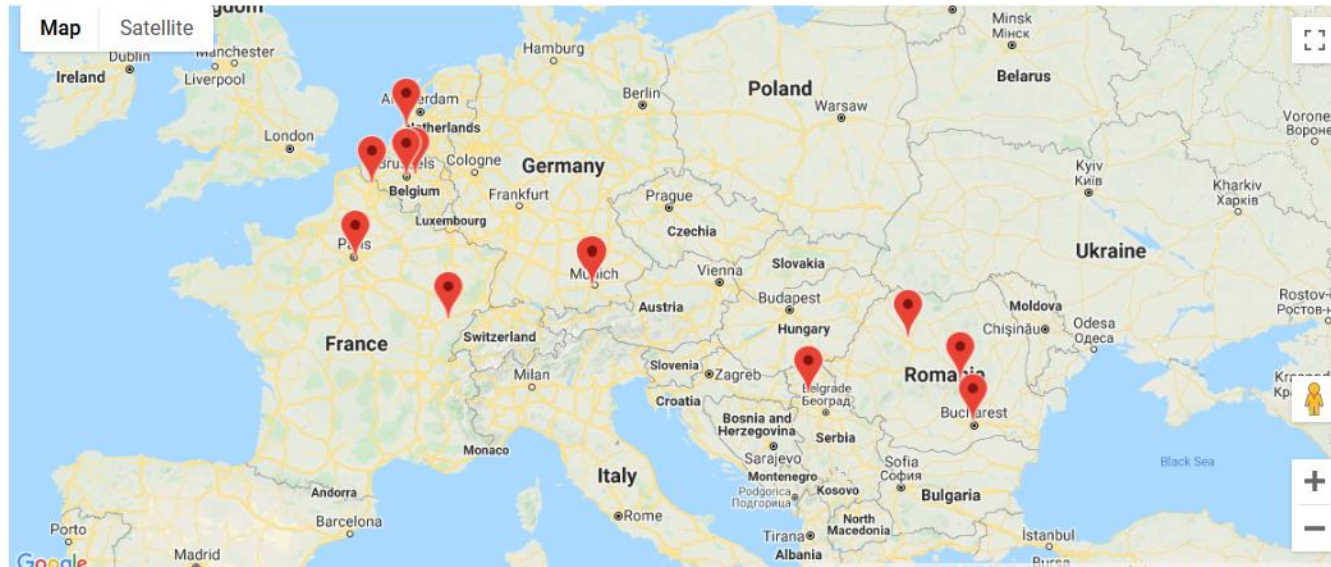 gdom
Map
Satellite
Dublin
Manchester
Ireland
Liverpool
London
Hamburg
Berlin
Poland
Warsaw
Minsk
Мінск
Belarus
Netherlands
Brussels
Belgium
Cologne
Germany
Frankfurt
Luxembourg
Prague
Czechia
Kyiv
Київ
Kharkiv
Харків
Ukraine
Paris
France
Switzerland
Munich
Vienna
Austria
Slovakia
Budapest
Hungary
Moldova
Chișinău
Odesa
Одеса
Rostov-
Ростов-н
Milan
Slovenia
Zagreb
Croatia
Belgrade
Београд
Romania
Bucharest
Bosnia and
Herzegovina
Serbia
Sarajevo
Monaco
Italy
Montenegro
Podgorica
Подгорица
Kosovo
Sofia
София
Bulgaria
Black Sea
Andorra
Barcelona
Rome
North
Macedonia
Tirana
Albania
İstanbul
Bursa
Porto
Madrid
Google